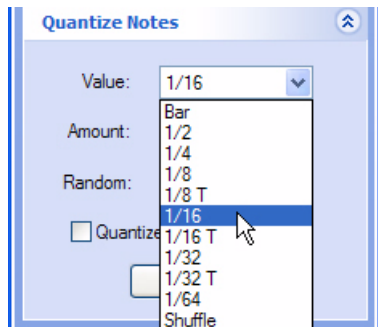 Quantize Notes
Value: 1/16
Bar
Amount: 1/2
1/4
1/8
Random: 1/8 T
1/16
Quantize 1/16 T
1/32
1/32 T
1/64
Shuffle